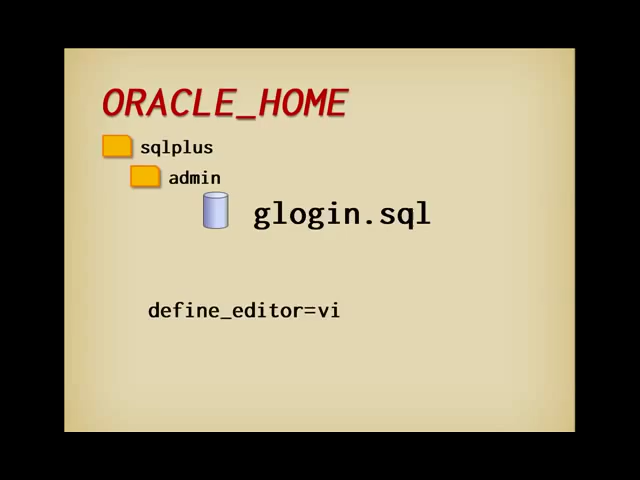 ORACLE_HOME
sqlplus
admin
glogin.sql
define_editor=vi